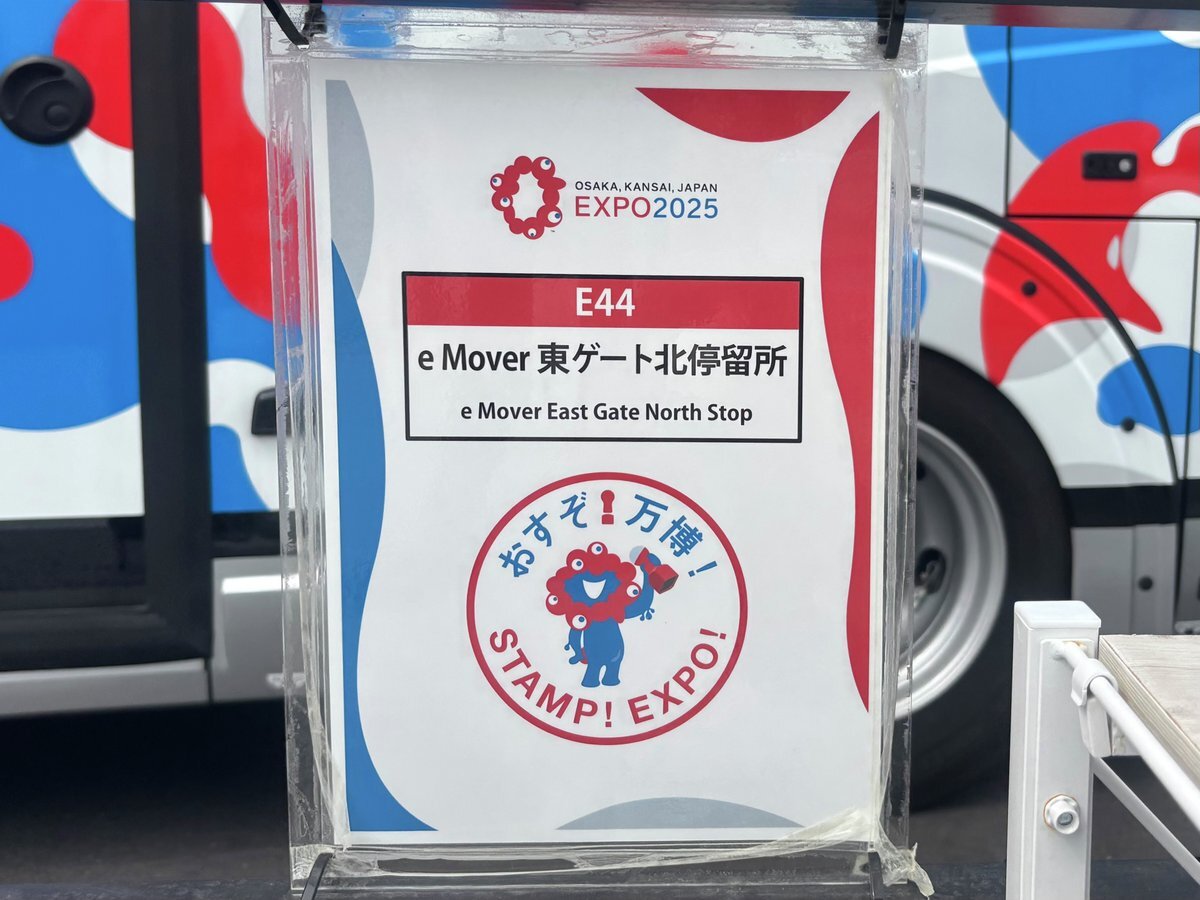 OSAKA, KANSAI, JAPAN
EXPO2025
E44
e Mover 東ゲート北停留所
e Mover East Gate North Stop
おすぞ!万博!
STAMP! EXPO!